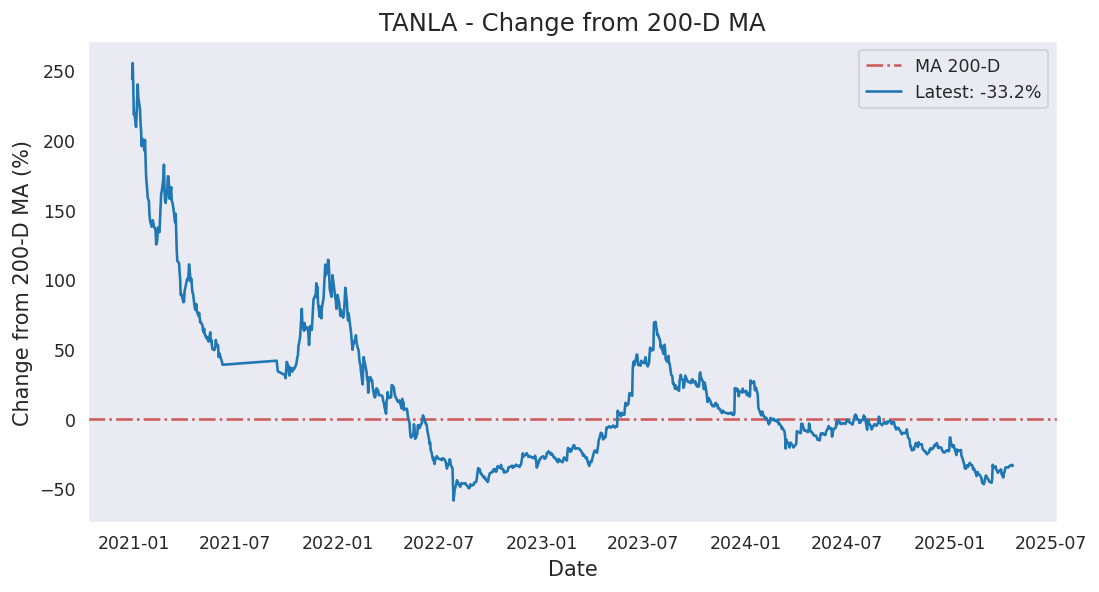 TANLA - Change from 200-D MA
MA 200-D
Latest: -33.2%
Change from 200-D MA (%)
250
200
150
100
50
0
−50
2021-01 2021-07 2022-01 2022-07 2023-01 2023-07 2024-01 2024-07 2025-01 2025-07
Date